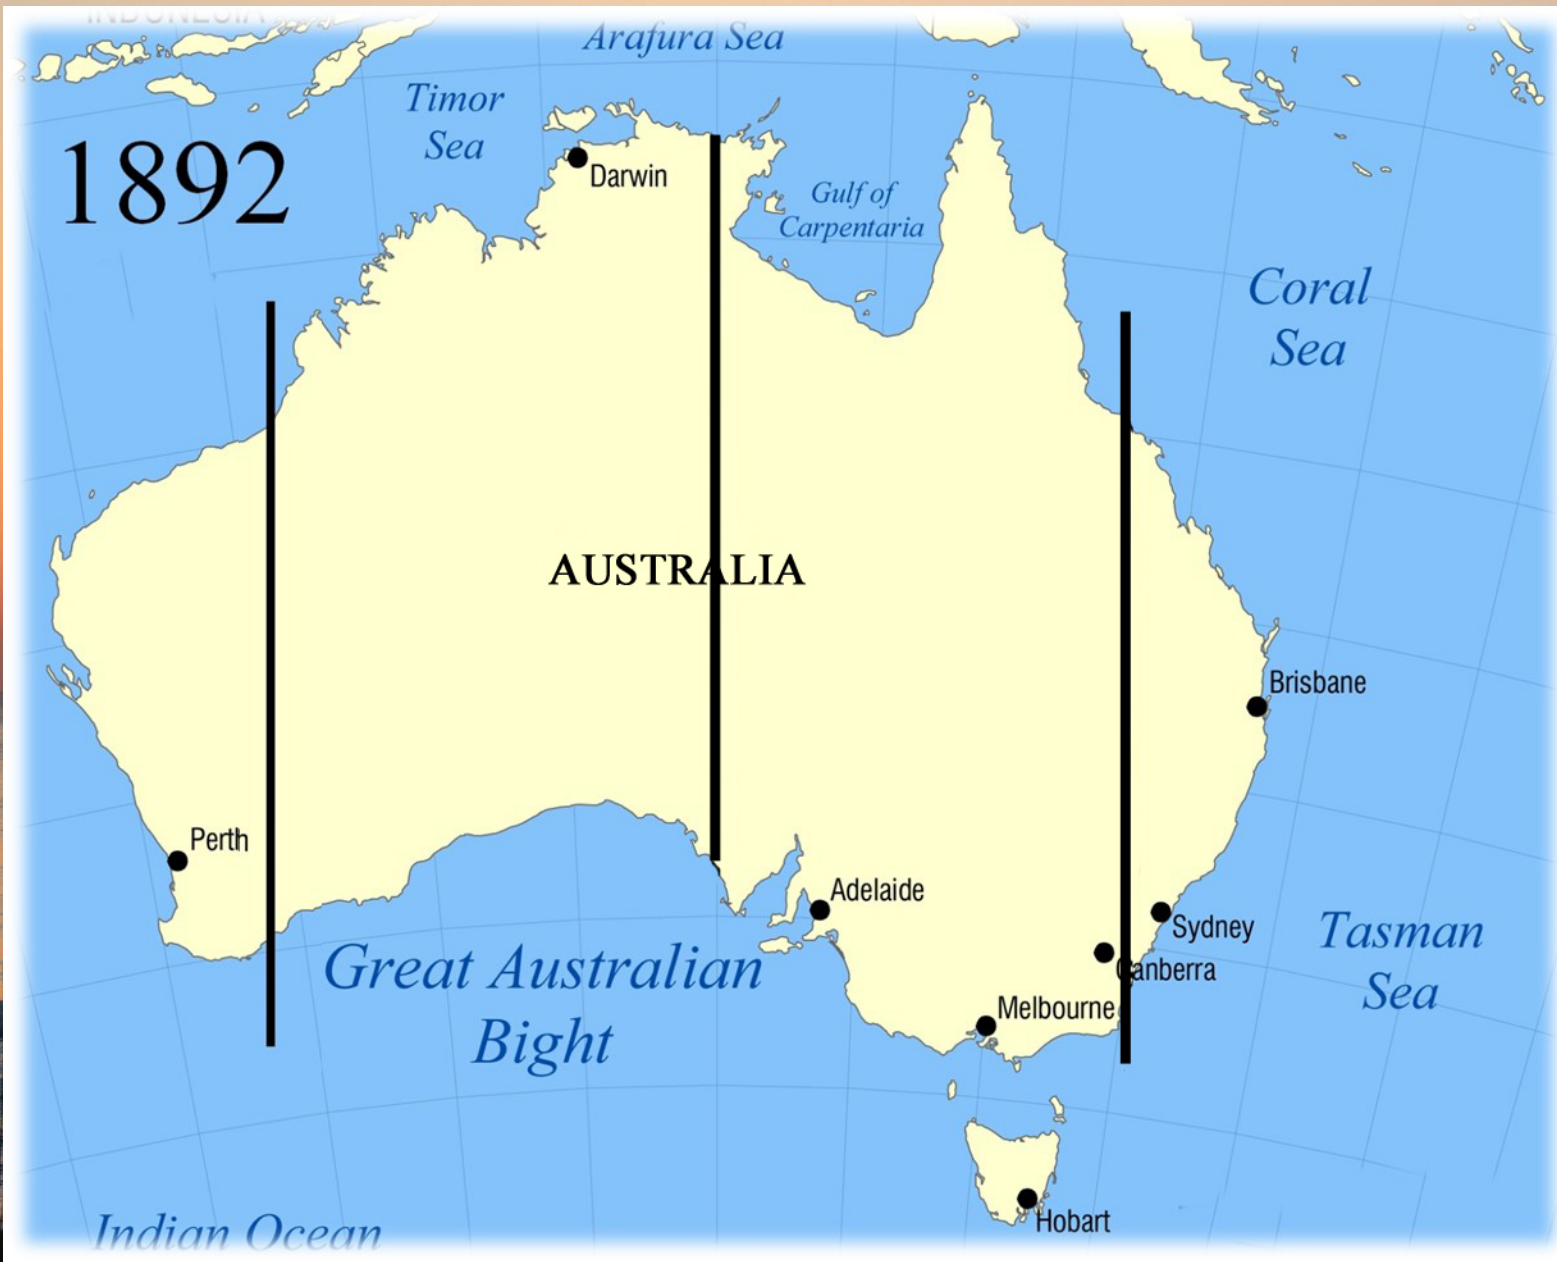 INDONESIA
Arafura Sea
Timor
Sea
1892
Darwin
Gulf of
Carpentaria
Coral
Sea
AUSTRALIA
Brisbane
Perth
Adelaide
Sydney
Great Australian
Bight
Canberra
Tasman
Sea
Melbourne
Indian Ocean
Hobart